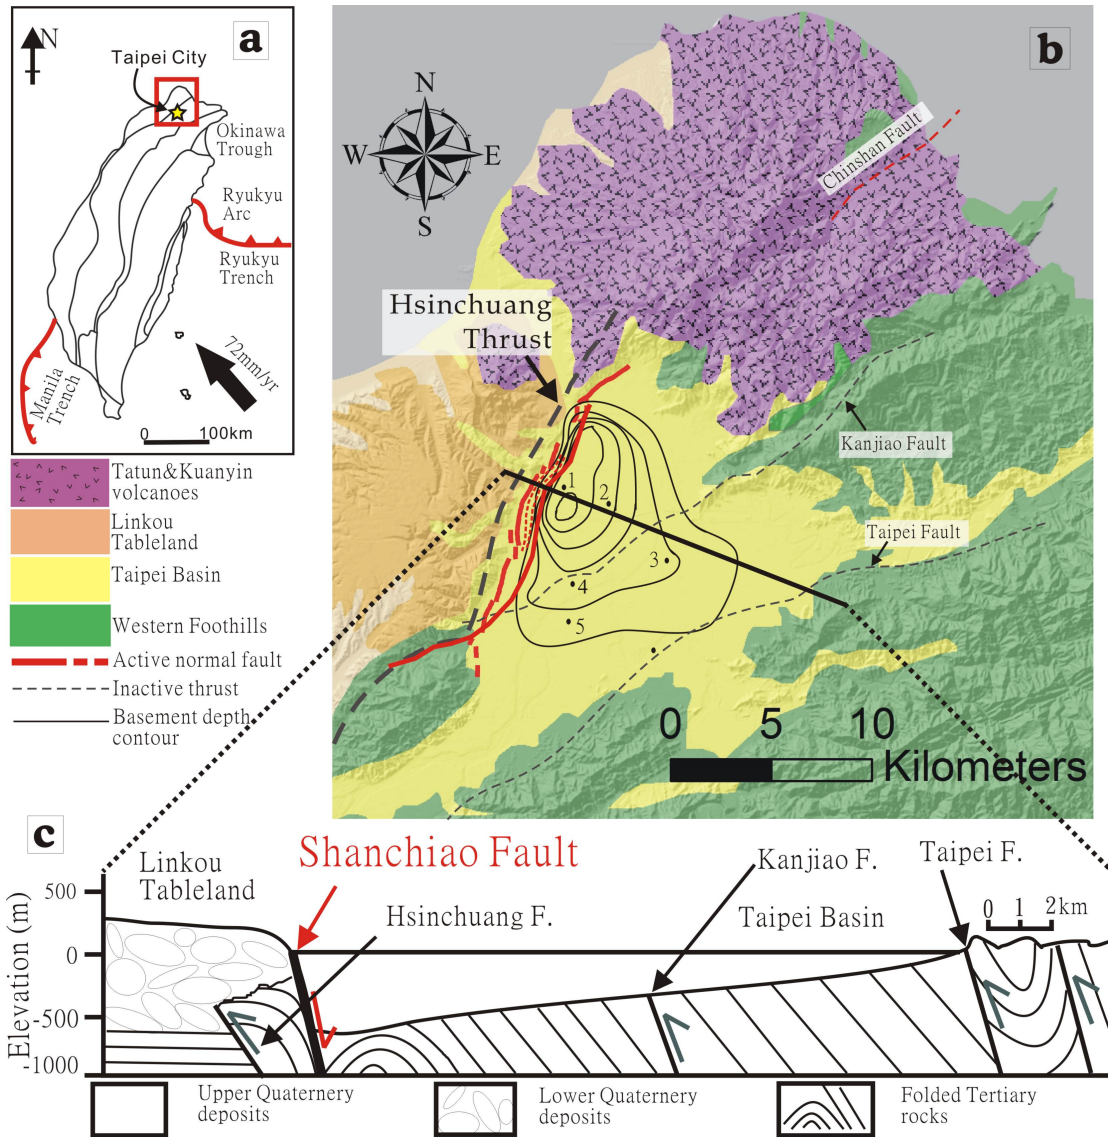 a
N
Taipei City
Okinawa
Trough
Ryukyu
Arc
Ryukyu
Trench
72mm/yr
Manila
Trench
0 100km
b
N
W E
S
Chinshan Fault
Hsinchuang
Thrust
Kanjiao Fault
Taipei Fault
1
2
3
4
5
0 5 10
Kilometers
Tatun&Kuanyin
volcanoes
Linkou
Tableland
Taipei Basin
Western Foothills
Active normal fault
Inactive thrust
Basement depth
contour
c
Linkou
Tableland
Shanchiao Fault
Hsinchuang F.
Kanjiao F.
Taipei F.
Taipei Basin
0 1 2km
Elevation (m)
500
0
-500
-1000
Upper Quaternery
deposits
Lower Quaternery
deposits
Folded Tertiary
rocks